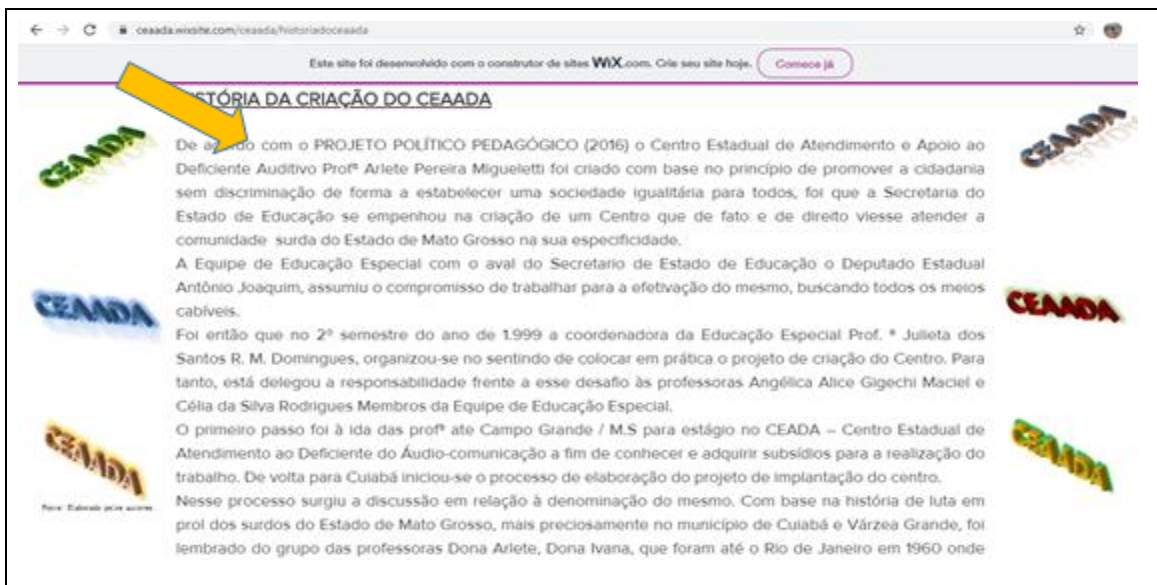 ceaada.wixsite.com/ceaada/historiadoceaada
Este site foi desenvolvido com o construtor de sites WiX.com. Crie seu site hoje. Comece já
HISTÓRIA DA CRIAÇÃO DO CEAADA
De acordo com o PROJETO POLÍTICO PEDAGÓGICO (2016) o Centro Estadual de Atendimento e Apoio ao
Deficiente Auditivo Profª Arlete Pereira Migueletti foi criado com base no princípio de promover a cidadania
sem discriminação de forma a estabelecer uma sociedade igualitária para todos, foi que a Secretaria do
Estado de Educação se empenhou na criação de um Centro que de fato e de direito viesse atender a
comunidade surda do Estado de Mato Grosso na sua especificidade.
A Equipe de Educação Especial com o aval do Secretario de Estado de Educação o Deputado Estadual
Antônio Joaquim, assumiu o compromisso de trabalhar para a efetivação do mesmo, buscando todos os meios
cabíveis.
Foi então que no 2º semestre do ano de 1.999 a coordenadora da Educação Especial Prof. ª Julieta dos
Santos R. M. Domingues, organizou-se no sentido de colocar em prática o projeto de criação do Centro. Para
tanto, está delegou a responsabilidade frente a esse desafio às professoras Angélica Alice Gigechi Maciel e
Célia da Silva Rodrigues Membros da Equipe de Educação Especial.
O primeiro passo foi à ida das profª ate Campo Grande / M.S para estágio no CEADA – Centro Estadual de
Atendimento ao Deficiente do Áudio-comunicação a fim de conhecer e adquirir subsídios para a realização do
trabalho. De volta para Cuiabá iniciou-se o processo de elaboração do projeto de implantação do centro.
Nesse processo surgiu a discussão em relação à denominação do mesmo. Com base na história de luta em
prol dos surdos do Estado de Mato Grosso, mais preciosamente no município de Cuiabá e Várzea Grande, foi
lembrado do grupo das professoras Dona Arlete, Dona Ivana, que foram até o Rio de Janeiro em 1960 onde
CEAADA
CEAADA
CEAADA
CEAADA
CEAADA
CEAADA
Elaborado pelos autores